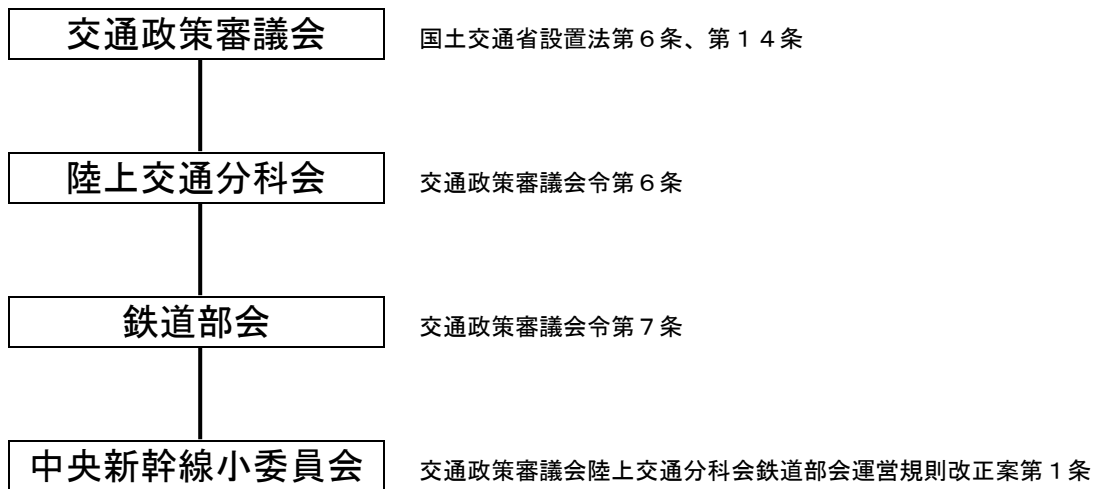 交通政策審議会 国土交通省設置法第6条、第14条
陸上交通分科会 交通政策審議会令第6条
鉄道部会 交通政策審議会令第7条
中央新幹線小委員会 交通政策審議会陸上交通分科会鉄道部会運営規則改正案第1条